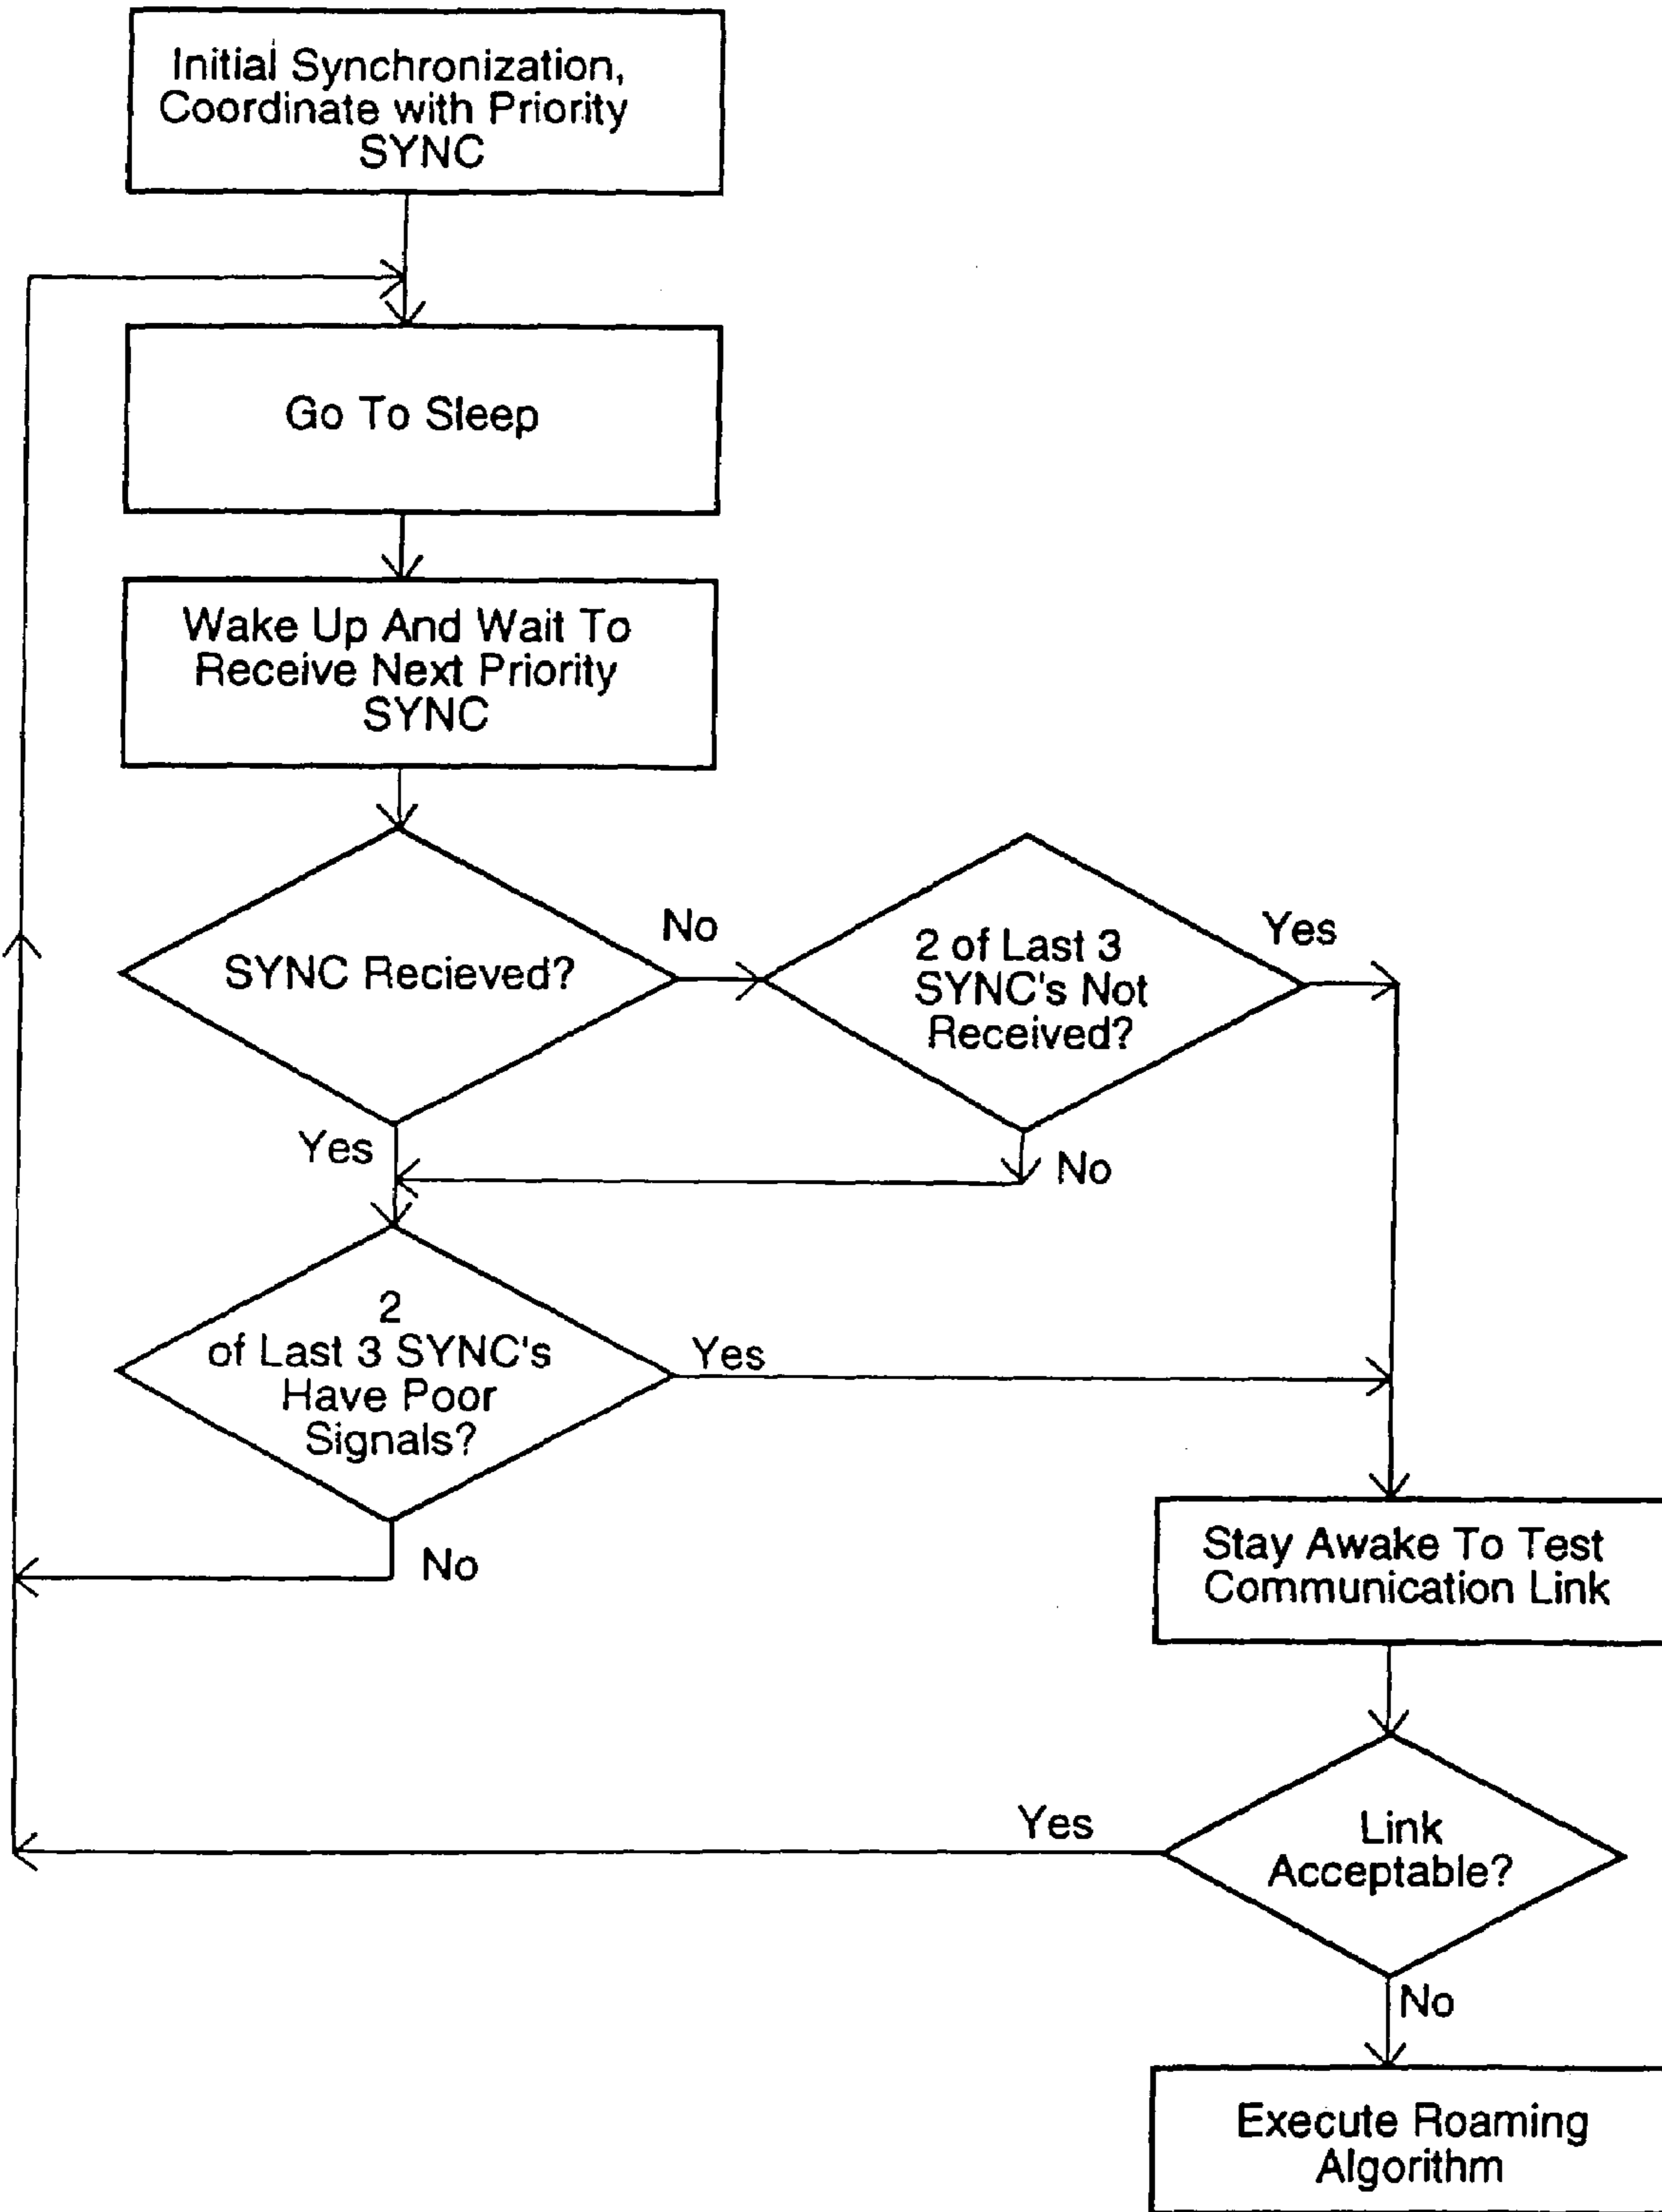 Initial Synchronization,
Coordinate with Priority
SYNC
Go To Sleep
Wake Up And Wait To
Receive Next Priority
SYNC
SYNC Recieved?
No
2 of Last 3
SYNC's Not
Received?
Yes
Yes
No
2
of Last 3 SYNC's
Have Poor
Signals?
Yes
No
Stay Awake To Test
Communication Link
Link
Acceptable?
Yes
No
Execute Roaming
Algorithm